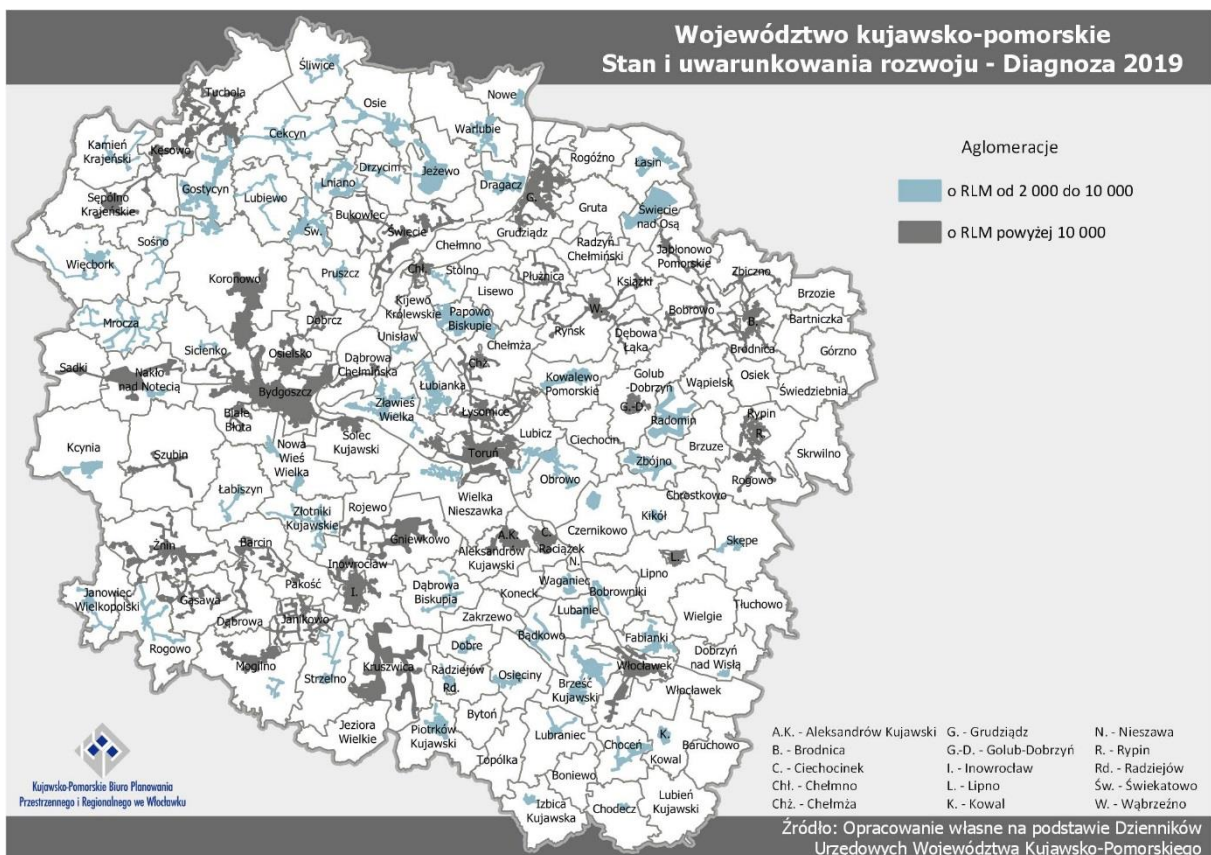 Województwo kujawsko-pomorskie
Stan i uwarunkowania rozwoju - Diagnoza 2019
Aglomeracje
o RLM od 2 000 do 10 000
o RLM powyżej 10 000
Śliwice
Tuchola
Nowe
Osie
Cekcyn
Warlubie
Kamień
Krajeński
Kęsowo
Rogóźno
Łasin
Drzycim
Jeżewo
Dragacz
Gostycyn
Lubiewo
Lniano
G.
Sępólno
Krajeńskie
Bukowiec
Gruta
Świecie
nad Osą
Św.
Świecie
Grudziądz
Sośno
Chełmno
Radzyń
Chełmiński
Jabłonowo
Pomorskie
Więcbork
Pruszcz
Chł.
Stolno
Płużnica
Książki
Zbiczno
Koronowo
Lisewo
Brzozie
Kijewo
Królewskie
Papowo
Biskupie
W.
Bobrowo
Bartniczka
Mrocza
Dobrcz
Ryńsk
B.
Unisław
Dębowa
Łąka
Brodnica
Sicienko
Osielsko
Chełmża
Górzno
Dąbrowa
Chełmińska
Chż.
Sadki
Nakło
nad Notecią
Golub
-Dobrzyń
Wąpielsk
Osiek
Bydgoszcz
Łubianka
Kowalewo
Pomorskie
Świedziebnia
Zławieś
Wielka
Łysomice
G.-D.
Radomin
Rypin
Białe
Błota
Solec
Kujawski
Lubicz
Ciechocin
R.
Kcynia
Szubin
Nowa
Wieś
Wielka
Toruń
Brzuze
Skrwilno
Zbójno
Obrowo
Rogowo
Łabiszyn
Wielka
Nieszawka
Chrostkowo
Złotniki
Kujawskie
Rojewo
Kikół
Czernikowo
Gniewkowo
A.K.
C.
Żnin
Barcin
Aleksandrów
Kujawski
Raciążek
Skępe
Inowrocław
N.
L.
Lipno
Janowiec
Wielkopolski
Gąsawa
Pakość
I.
Dąbrowa
Biskupia
Waganiec
Koneck
Bobrowniki
Tłuchowo
Dąbrowa
Janikowo
Lubanie
Wielgie
Zakrzewo
Bądkowo
Fabianki
Rogowo
Mogilno
Dobre
Dobrzyń
nad Wisłą
Strzelno
Kruszwica
Radziejów
Rd.
Osięciny
Brześć
Kujawski
Włocławek
Włocławek
Jeziora
Wielkie
Piotrków
Kujawski
Bytoń
Lubraniec
Choceń
K.
Kowal
Baruchowo
Topólka
Boniewo
Izbica
Kujawska
Chodecz
Lubień
Kujawski
Kujawsko-Pomorskie Biuro Planowania
Przestrzennego i Regionalnego we Włocławku
A.K. - Aleksandrów Kujawski
B. - Brodnica
C. - Ciechocinek
Chł. - Chełmno
Chż. - Chełmża
G. - Grudziądz
G.-D. - Golub-Dobrzyń
I. - Inowrocław
L. - Lipno
K. - Kowal
N. - Nieszawa
R. - Rypin
Rd. - Radziejów
Św. - Świekatowo
W. - Wąbrzeźno
Źródło: Opracowanie własne na podstawie Dzienników
Urzędowych Województwa Kujawsko-Pomorskiego